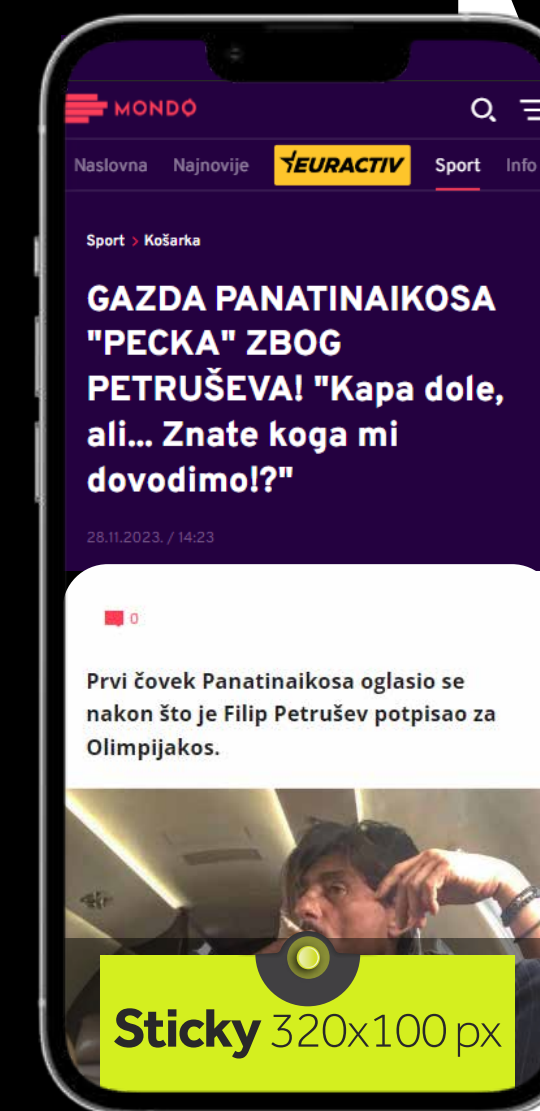 MONDO
Naslovna Najnovije EURACTIV Sport Info
Sport > Košarka
GAZDA PANATINAIKOSA
"PECKA" ZBOG
PETRUŠEVA! "Kapa dole,
ali... Znate koga mi
dovodimo!?"
28.11.2023. / 14:23
0
Prvi čovek Panatinaikosa oglasio se
nakon što je Filip Petrušev potpisao za
Olimpijakos.
Sticky 320x100 px